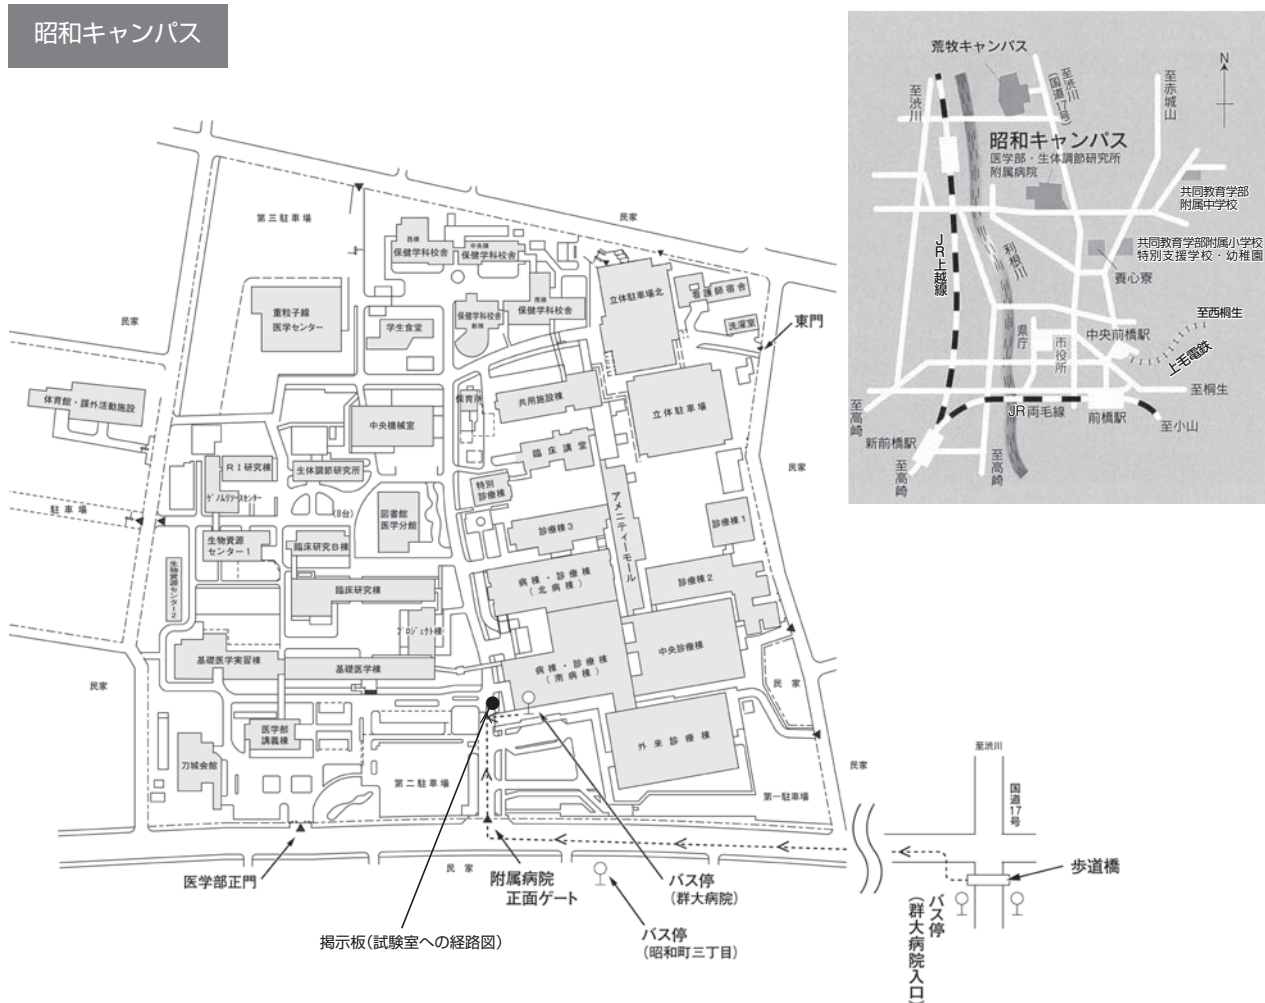 昭和キャンパス
荒牧キャンパス
至渋川
至渋川
(国道17号)
至赤城山
N
昭和キャンパス
医学部・生体調節研究所
附属病院
共同教育学部
附属中学校
共同教育学部附属小学校
特別支援学校・幼稚園
養心寮
JR上越線
利根川
県庁
市役所
中央前橋駅
至西桐生
上毛電鉄
至桐生
至高崎
新前橋駅
至高崎
至高崎
JR両毛線
前橋駅
至小山
民家
第三駐車場
西棟
保健学科校舎
中央棟
保健学科校舎
南棟
保健学科校舎
保健学科校舎
新棟
立体駐車場北
看護師宿舎
洗濯室
東門
民家
重粒子線
医学センター
学生食堂
体育館・課外活動施設
中央機械室
保育所
共用施設棟
立体駐車場
臨床講堂
民家
RI研究棟
生体調節研究所
ゲノムリソースセンター
特別
診療棟
アメニティーモール
駐車場
(8台)
図書館
医学分館
診療棟3
診療棟1
生物資源
センター1
臨床研究B棟
生物資源センター2
臨床研究棟
病棟・診療棟
(北病棟)
診療棟2
プロジェクト棟
基礎医学実習棟
基礎医学棟
病棟・診療棟
(南病棟)
中央診療棟
民家
民家
医学部
講義棟
外来診療棟
刀城会館
第二駐車場
第一駐車場
民家
至渋川
国道17号
医学部正門
民家
附属病院
正面ゲート
バス停
(群大病院)
歩道橋
掲示板(試験室への経路図)
バス停
(昭和町三丁目)
バス停
(群大病院入口)